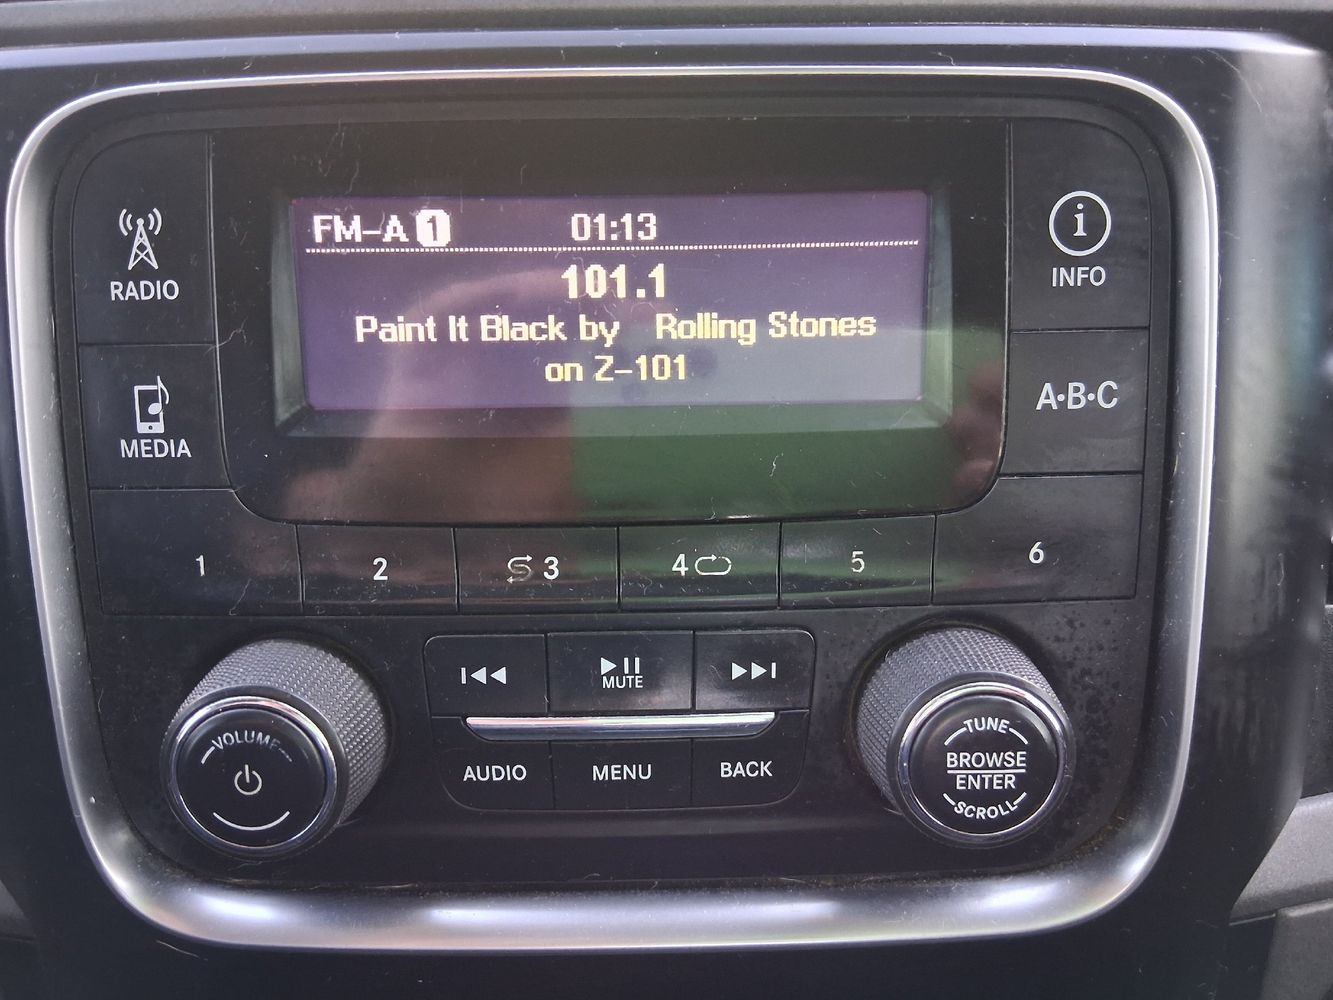 FM-A 1 01:13
101.1
Paint It Black by Rolling Stones
on Z-101
RADIO
MEDIA
i
INFO
A·B·C
1 2 3 4 5 6
MUTE
VOLUME
AUDIO MENU BACK
TUNE
BROWSE
ENTER
SCROLL